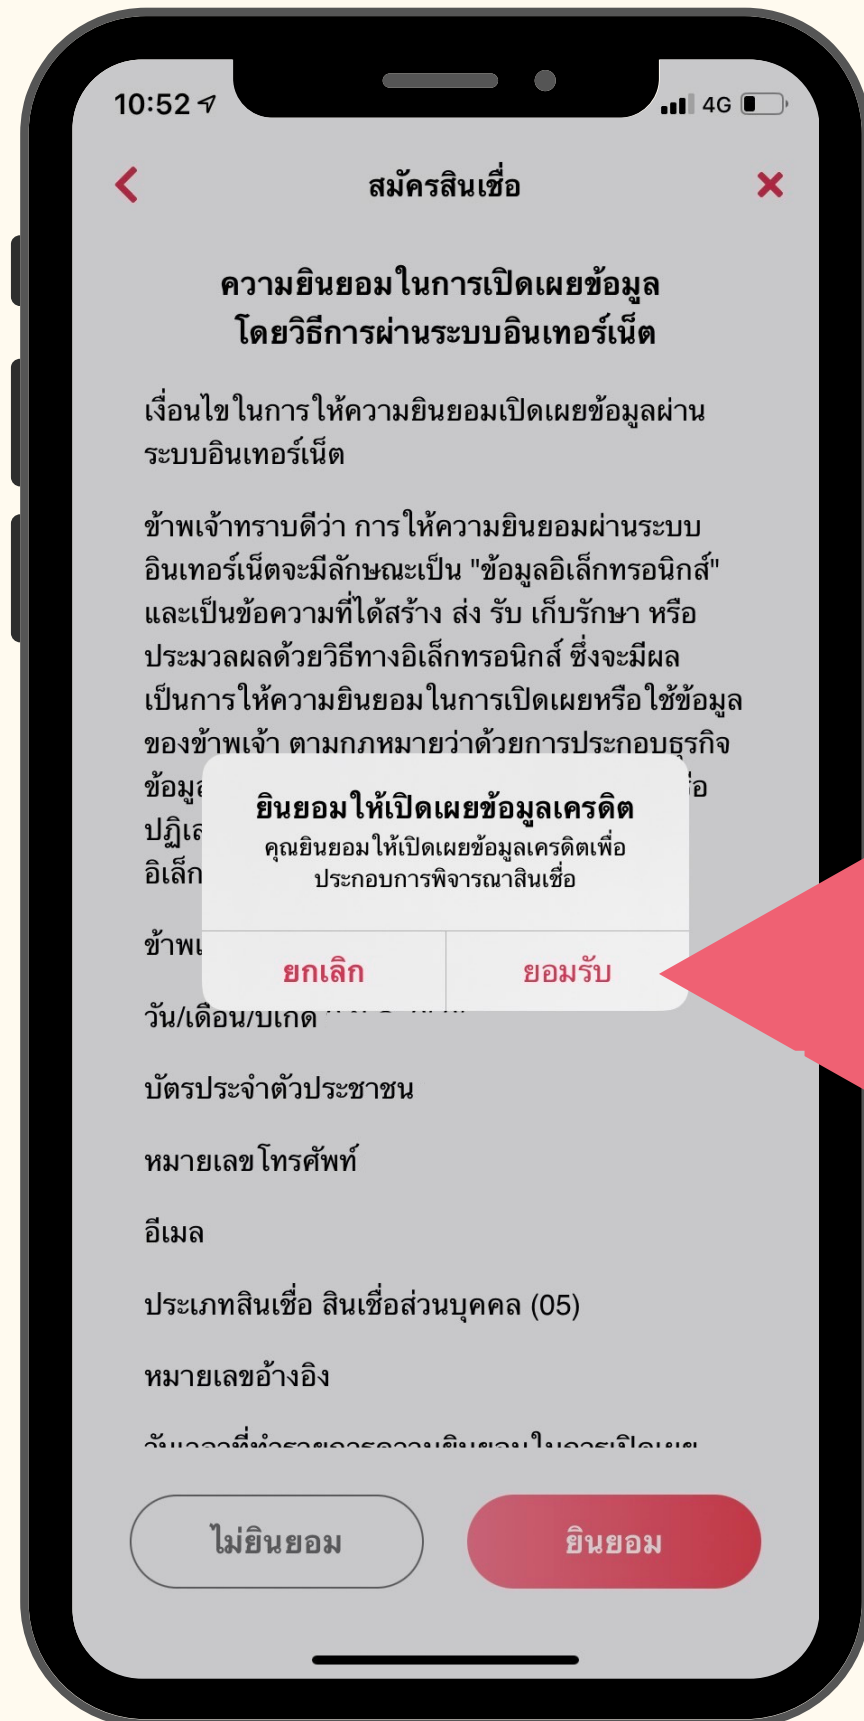 10:52
4G
สมัครสินเชื่อ
ความยินยอมในการเปิดเผยข้อมูล
โดยวิธีการผ่านระบบอินเทอร์เน็ต
เงื่อนไขในการให้ความยินยอมเปิดเผยข้อมูลผ่าน
ระบบอินเทอร์เน็ต
ข้าพเจ้าทราบดีว่า การให้ความยินยอมผ่านระบบ
อินเทอร์เน็ตจะมีลักษณะเป็น "ข้อมูลอิเล็กทรอนิกส์"
และเป็นข้อความที่ได้สร้าง ส่ง รับ เก็บรักษา หรือ
ประมวลผลด้วยวิธีทางอิเล็กทรอนิกส์ ซึ่งจะมีผล
เป็นการให้ความยินยอมในการเปิดเผยหรือใช้ข้อมูล
ของข้าพเจ้า ตามกฎหมายว่าด้วยการประกอบธุรกิจ
ยินยอมให้เปิดเผยข้อมูลเครดิต
คุณยินยอมให้เปิดเผยข้อมูลเครดิตเพื่อ
ประกอบการพิจารณาสินเชื่อ
ยกเลิก
ยอมรับ
วัน/เดือน/ปีเกิด
บัตรประจำตัวประชาชน
หมายเลขโทรศัพท์
อีเมล
ประเภทสินเชื่อ สินเชื่อส่วนบุคคล (05)
หมายเลขอ้างอิง
ไม่ยินยอม
ยินยอม